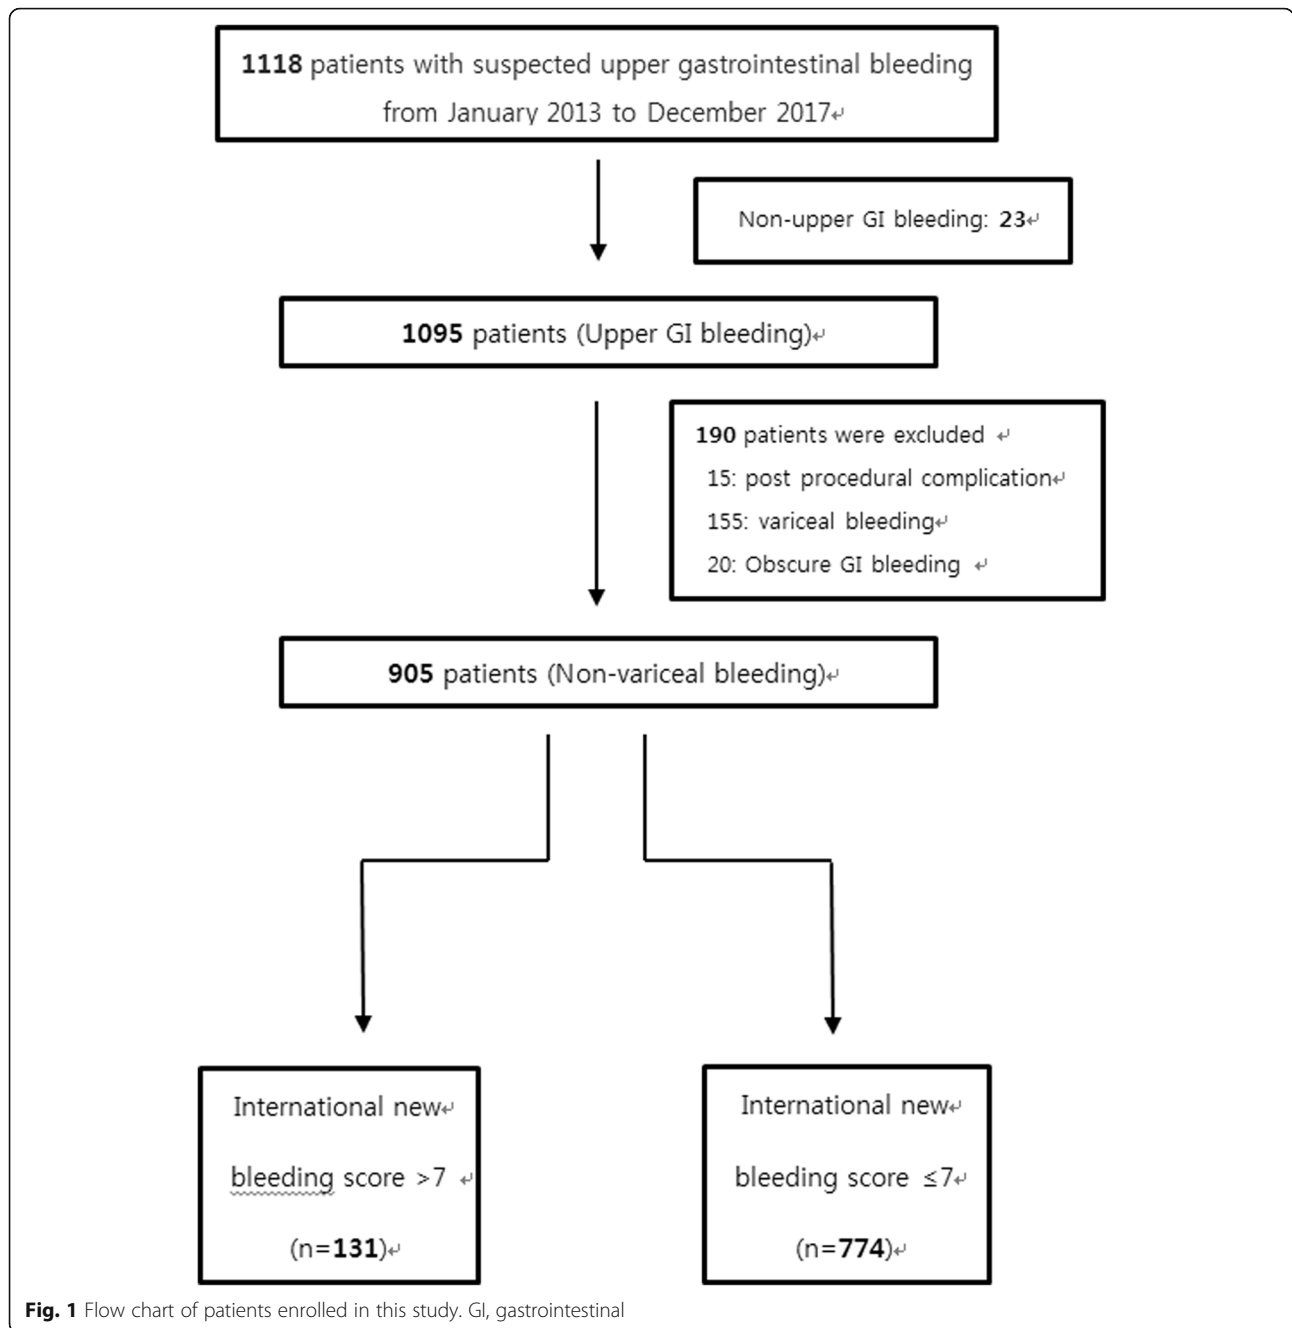 1118 patients with suspected upper gastrointestinal bleeding
from January 2013 to December 2017↵
Non-upper GI bleeding: 23↵
1095 patients (Upper GI bleeding)↵
190 patients were excluded ↵
15: post procedural complication↵
155: variceal bleeding↵
20: Obscure GI bleeding ↵
905 patients (Non-variceal bleeding)↵
International new↵
bleeding score >7 ↵
(n=131)↵
International new↵
bleeding score ≤7↵
(n=774)↵
Fig. 1 Flow chart of patients enrolled in this study. GI, gastrointestinal